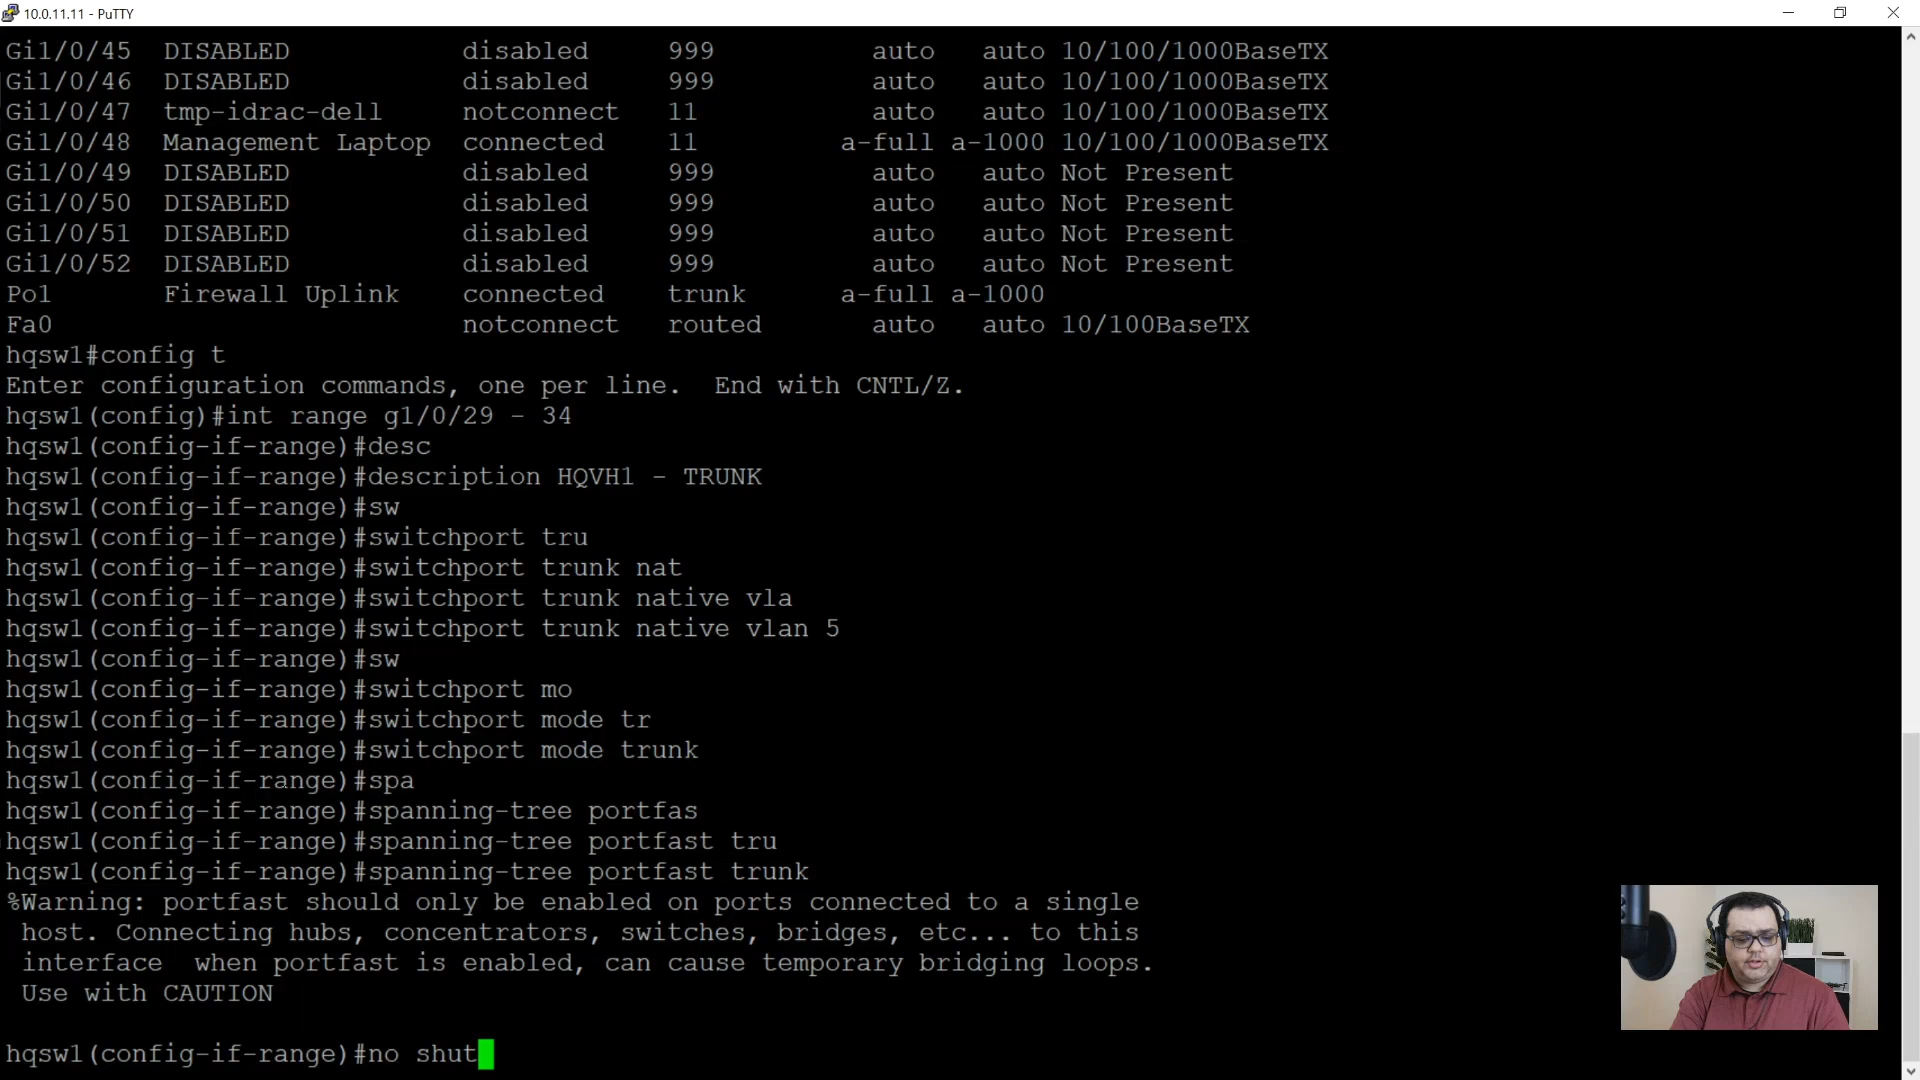 10.0.11.11 - PuTTY
Gi1/0/45 DISABLED disabled 999 auto auto 10/100/1000BaseTX
Gi1/0/46 DISABLED disabled 999 auto auto 10/100/1000BaseTX
Gi1/0/47 tmp-idrac-dell notconnect 11 auto auto 10/100/1000BaseTX
Gi1/0/48 Management Laptop connected 11 a-full a-1000 10/100/1000BaseTX
Gi1/0/49 DISABLED disabled 999 auto auto Not Present
Gi1/0/50 DISABLED disabled 999 auto auto Not Present
Gi1/0/51 DISABLED disabled 999 auto auto Not Present
Gi1/0/52 DISABLED disabled 999 auto auto Not Present
Po1 Firewall Uplink connected trunk a-full a-1000
Fa0 notconnect routed auto auto 10/100BaseTX
hqsw1#config t
Enter configuration commands, one per line. End with CNTL/Z.
hqsw1(config)#int range g1/0/29 - 34
hqsw1(config-if-range)#desc
hqsw1(config-if-range)#description HQVH1 - TRUNK
hqsw1(config-if-range)#sw
hqsw1(config-if-range)#switchport tru
hqsw1(config-if-range)#switchport trunk nat
hqsw1(config-if-range)#switchport trunk native vla
hqsw1(config-if-range)#switchport trunk native vlan 5
hqsw1(config-if-range)#sw
hqsw1(config-if-range)#switchport mo
hqsw1(config-if-range)#switchport mode tr
hqsw1(config-if-range)#switchport mode trunk
hqsw1(config-if-range)#spa
hqsw1(config-if-range)#spanning-tree portfas
hqsw1(config-if-range)#spanning-tree portfast tru
hqsw1(config-if-range)#spanning-tree portfast trunk
%Warning: portfast should only be enabled on ports connected to a single
host. Connecting hubs, concentrators, switches, bridges, etc... to this
interface when portfast is enabled, can cause temporary bridging loops.
Use with CAUTION
hqsw1(config-if-range)#no shut